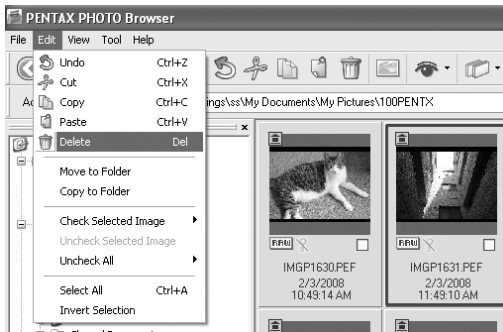 PENTAX PHOTO Browser
File Edit View Tool Help
Undo Ctrl+Z
Cut Ctrl+X
Copy Ctrl+C
Paste Ctrl+V
Delete Del
Move to Folder
Copy to Folder
Check Selected Image
Uncheck Selected Image
Uncheck All
Select All Ctrl+A
Invert Selection
ings\ss\My Documents\My Pictures\100PENTX
RAW
IMGP1630.PEF
2/3/2008
10:49:14 AM
RAW
IMGP1631.PEF
2/3/2008
11:49:10 AM